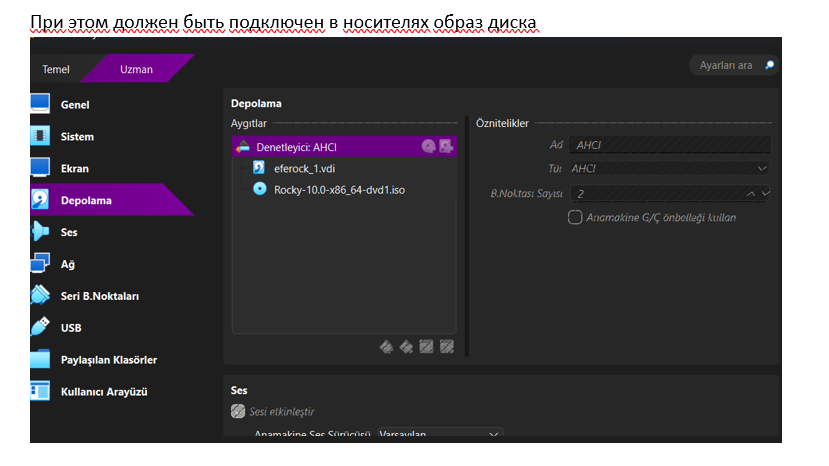 При этом должен быть подключен в носителях образ диска
Temel
Uzman
Ayarları ara
Genel
Sistem
Ekran
Depolama
Ses
Ağ
Seri B.Noktaları
USB
Paylaşılan Klasörler
Kullanıcı Arayüzü
Depolama
Aygıtlar
Denetleyici: AHCI
eferock_1.vdi
Rocky-10.0-x86_64-dvd1.iso
Öznitelikler
Ad AHCI
Tür AHCI
B.Noktası Sayısı 2
Anamakine G/Ç önbelleği kullan
Ses
Sesi etkinleştir
Anamakine Ses Sürücüsü Varsayılan